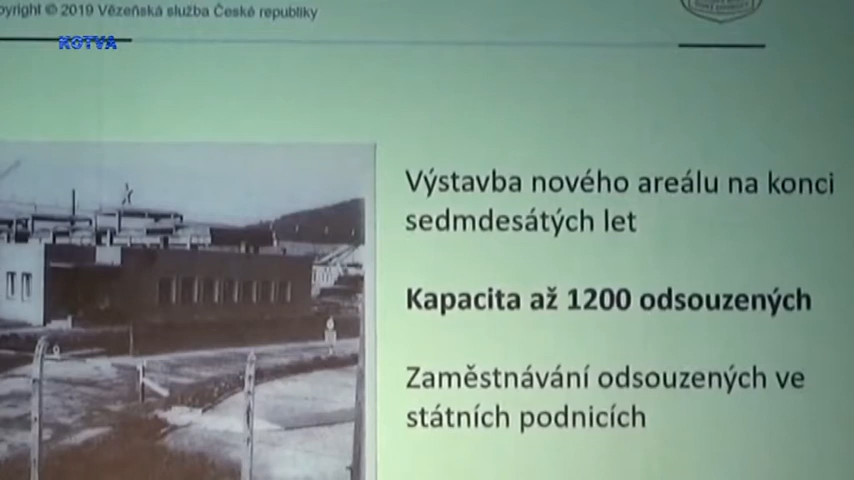 pyright © 2019 Vězeňská služba České republiky
KOTVA
Výstavba nového areálu na konci
sedmdesátých let
Kapacita až 1200 odsouzených
Zaměstnávání odsouzených ve
státních podnicích